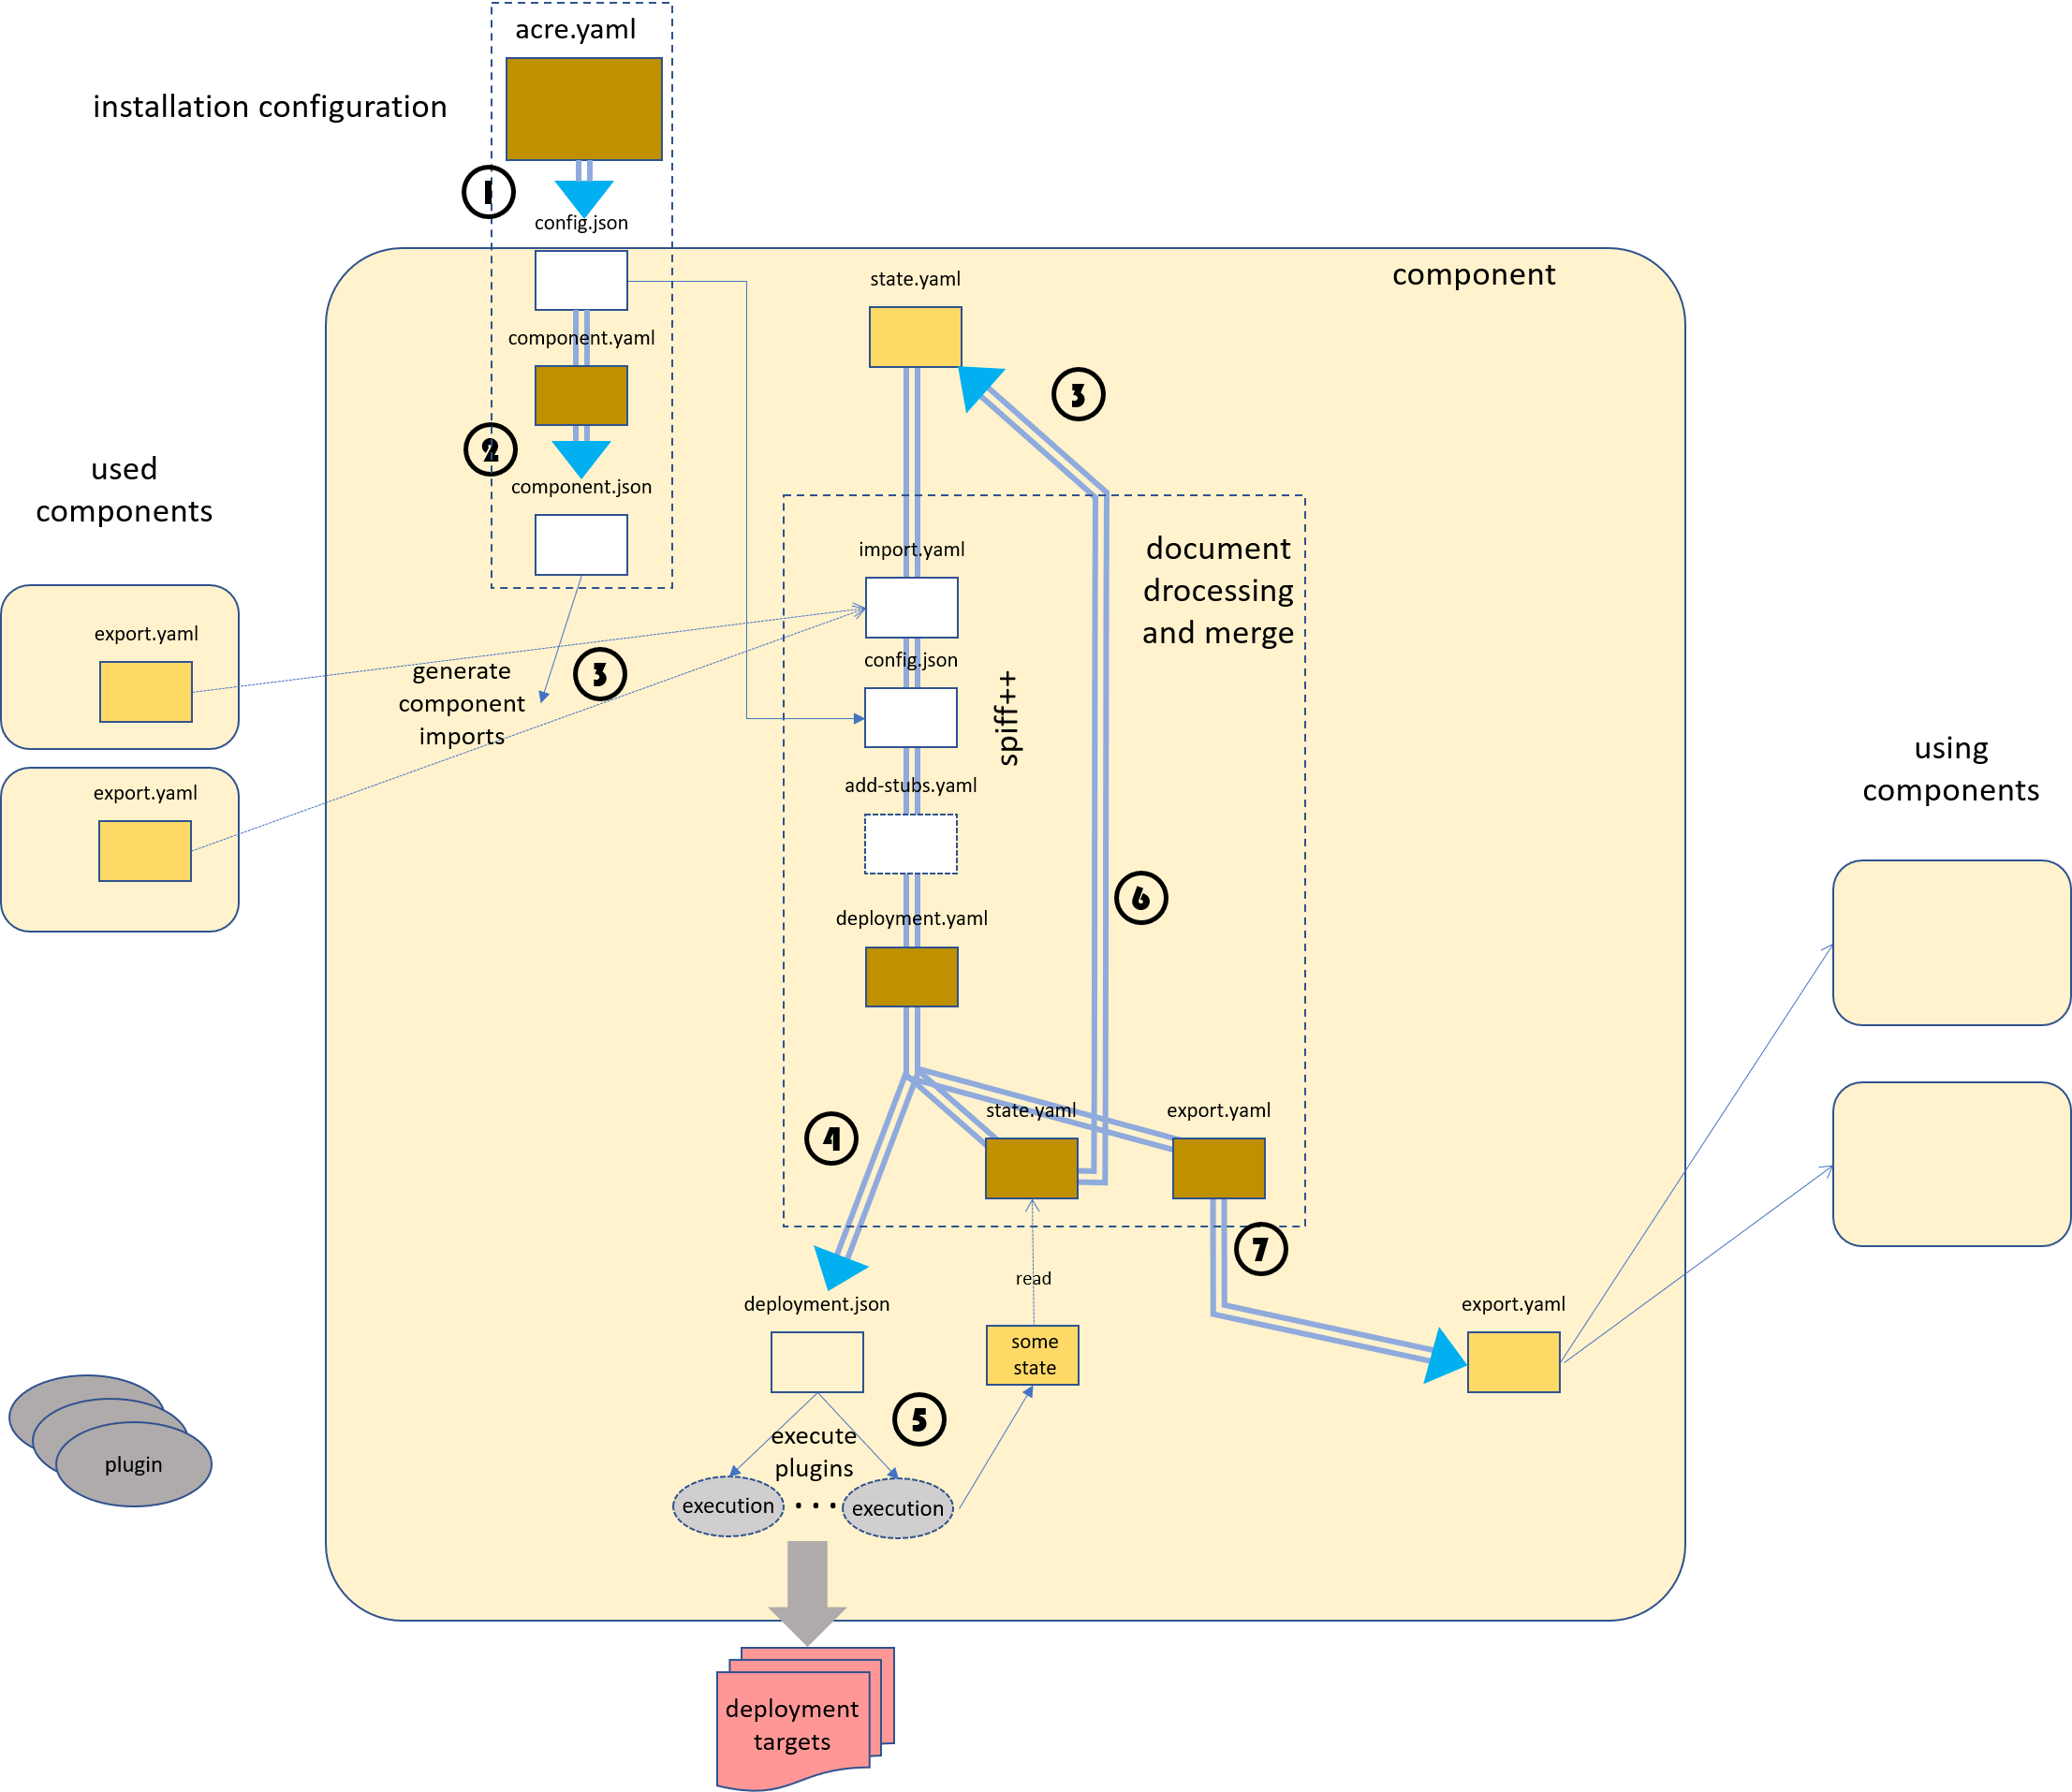 acre.yaml
installation configuration
1
config.json
component
state.yaml
component.yaml
3
2
component.json
used
components
import.yaml
document
drocessing
and merge
export.yaml
generate
component
imports
3
config.json
spiff++
export.yaml
add-stubs.yaml
using
components
deployment.yaml
6
4
state.yaml
export.yaml
7
read
deployment.json
some
state
export.yaml
5
execute
plugins
plugin
execution
...
execution
deployment
targets